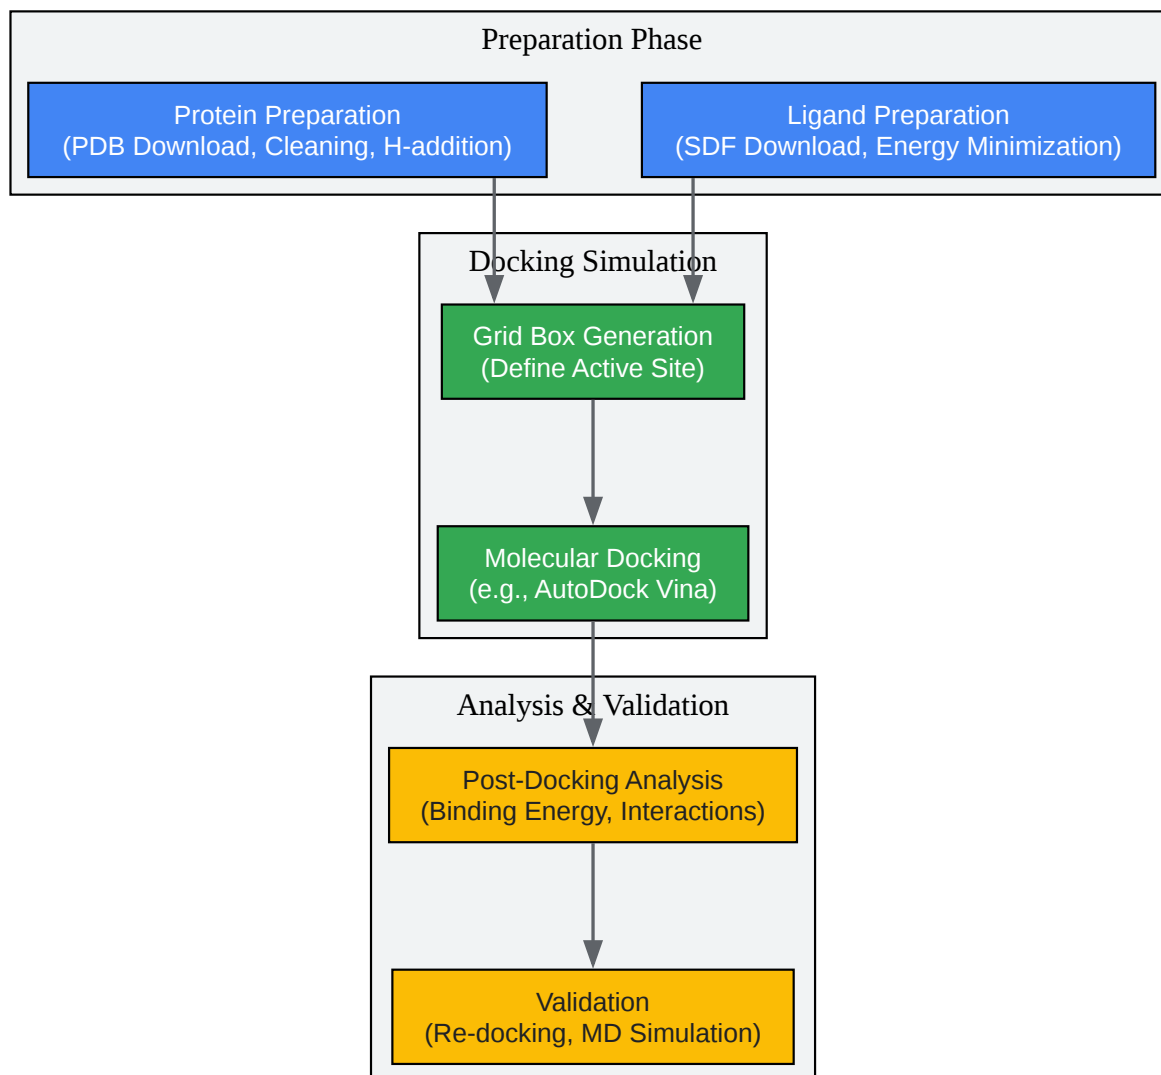 Preparation Phase
Protein Preparation
(PDB Download, Cleaning, H-addition)
Ligand Preparation
(SDF Download, Energy Minimization)
Docking Simulation
Grid Box Generation
(Define Active Site)
Molecular Docking
(e.g., AutoDock Vina)
Analysis & Validation
Post-Docking Analysis
(Binding Energy, Interactions)
Validation
(Re-docking, MD Simulation)